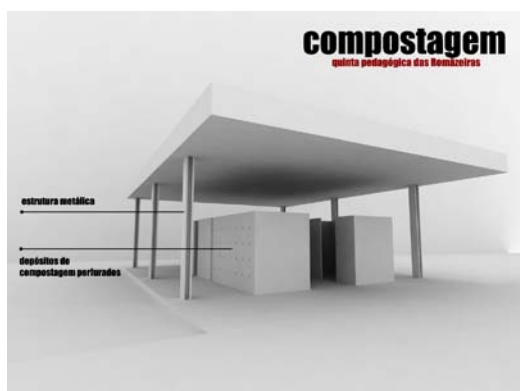 compostagem
quinta pedagógica das Romãzeiras
estrutura metálica
depósitos de
compostagem perfurados